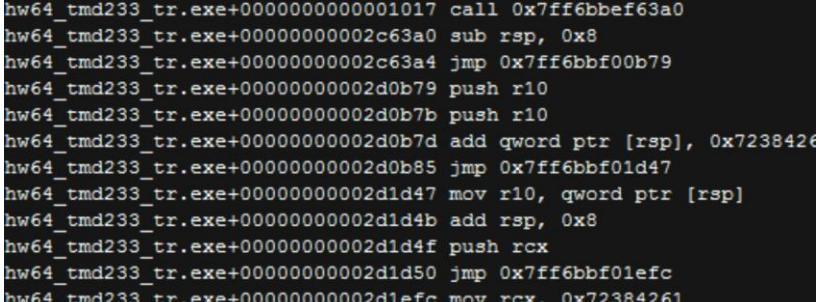 hw64_tmd233_tr.exe+0000000000001017 call 0x7ff6bbef63a0
hw64_tmd233_tr.exe+00000000002c63a0 sub rsp, 0x8
hw64_tmd233_tr.exe+00000000002c63a4 jmp 0x7ff6bbf00b79
hw64_tmd233_tr.exe+00000000002d0b79 push r10
hw64_tmd233_tr.exe+00000000002d0b7b push r10
hw64_tmd233_tr.exe+00000000002d0b7d add qword ptr [rsp], 0x7238426
hw64_tmd233_tr.exe+00000000002d0b85 jmp 0x7ff6bbf01d47
hw64_tmd233_tr.exe+00000000002d1d47 mov r10, qword ptr [rsp]
hw64_tmd233_tr.exe+00000000002d1d4b add rsp, 0x8
hw64_tmd233_tr.exe+00000000002d1d4f push rcx
hw64_tmd233_tr.exe+00000000002d1d50 jmp 0x7ff6bbf01efc
hw64_tmd233_tr.exe+00000000002d1efc mov rcx, 0x72384261